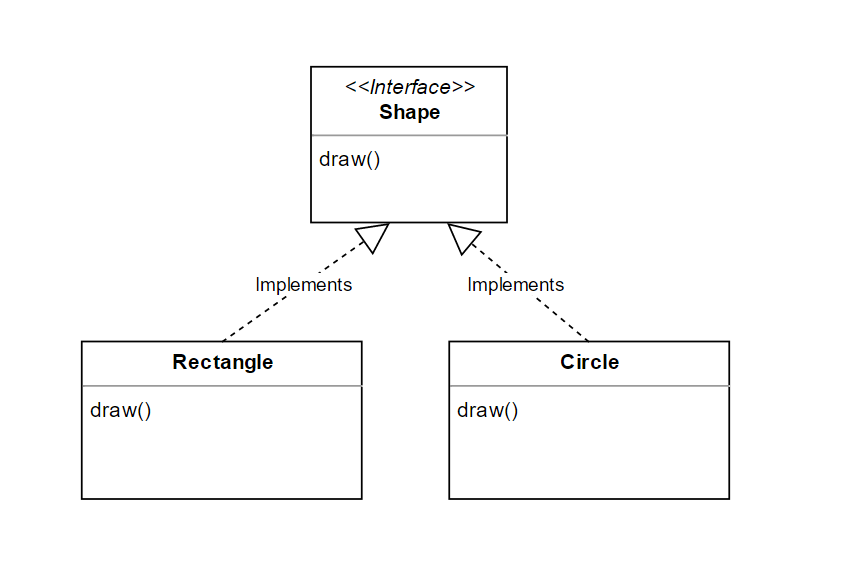 <<Interface>>
Shape
draw()
Implements
Implements
Rectangle
draw()
Circle
draw()